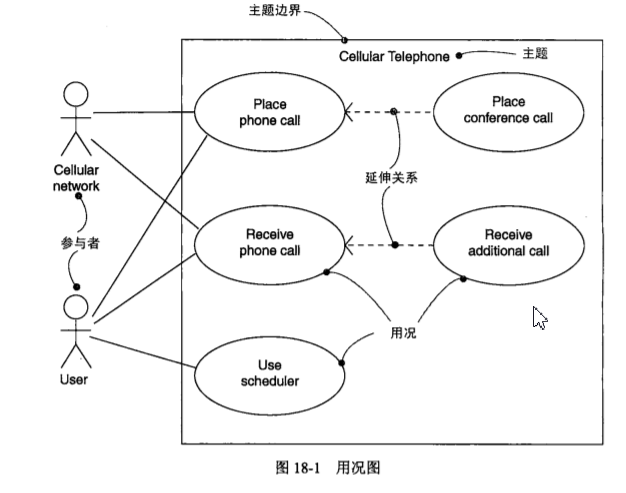 主题边界
Cellular Telephone
主题
Place
phone call
Place
conference call
Cellular
network
延伸关系
参与者
Receive
phone call
Receive
additional call
用况
User
Use
scheduler
图 18-1 用况图